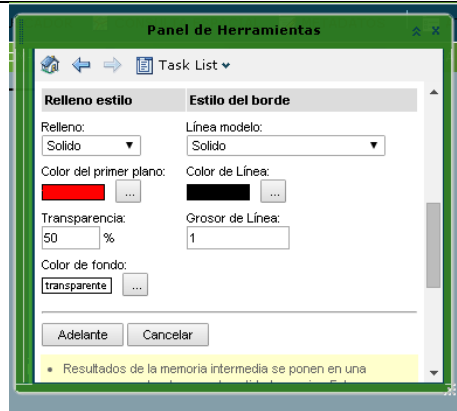 Panel de Herramientas
Task List
Relleno estilo Estilo del borde
Relleno: Línea modelo:
Solido Solido
Color del primer plano: Color de Línea:
... ...
Transparencia: Grosor de Línea:
50 % 1
Color de fondo:
transparente ...
Adelante Cancelar
• Resultados de la memoria intermedia se ponen en una